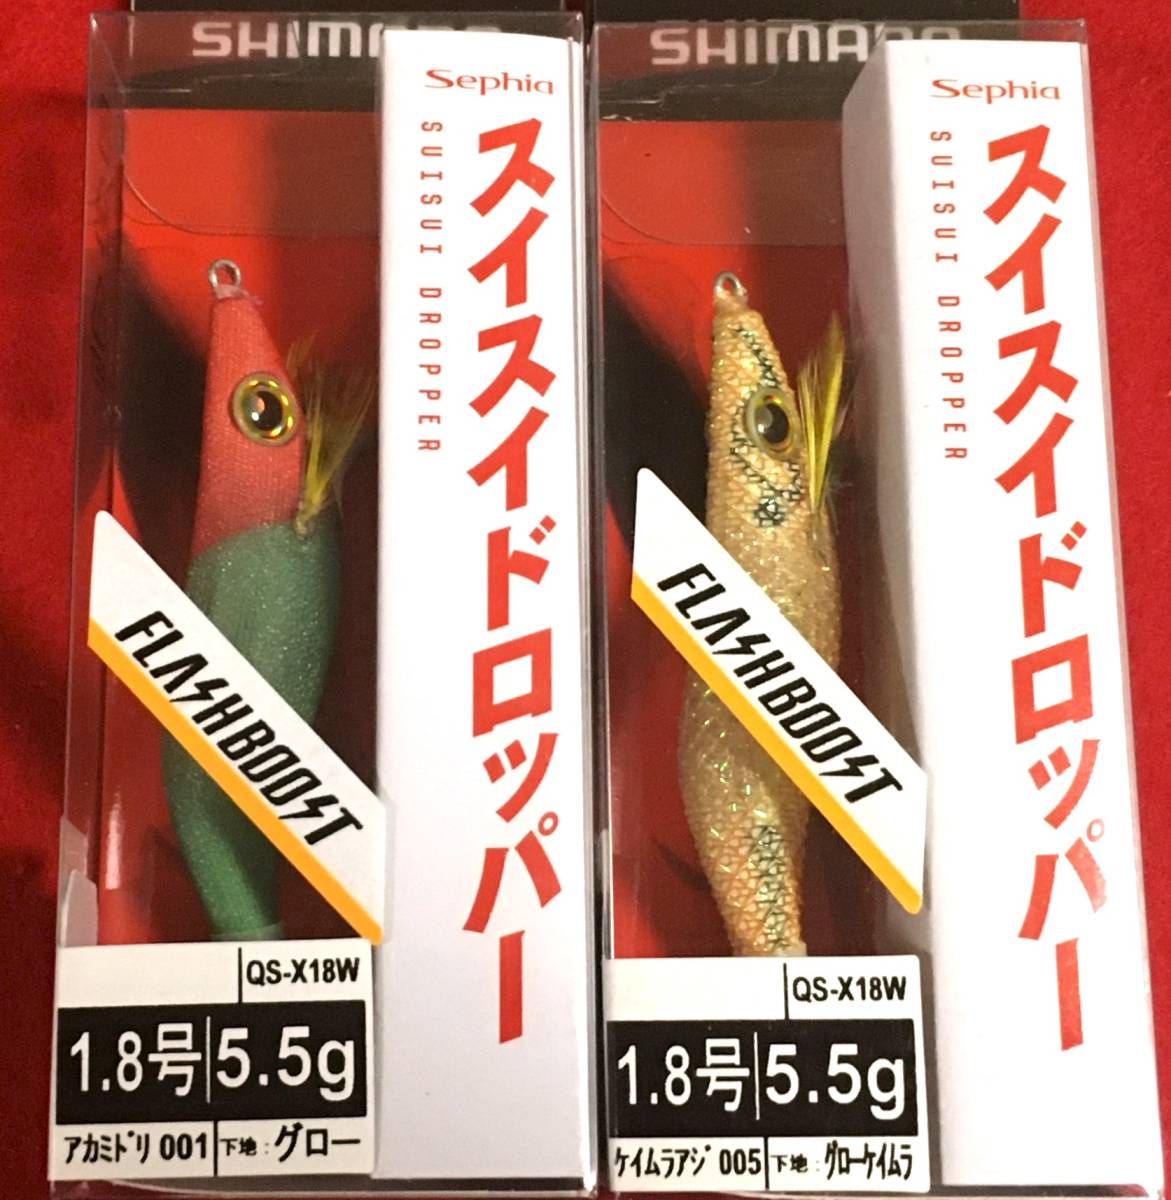 SHIMANO
Sephia
スイスイドロッパー
SUISUI DROPPER
FLASHBOOST
QS-X18W
1.8号 5.5g
アカミドリ 001 下地:グロー
SHIMANO
Sephia
スイスイドロッパー
SUISUI DROPPER
FLASHBOOST
QS-X18W
1.8号 5.5g
ケイムラアジ 005 下地:グローケイムラ